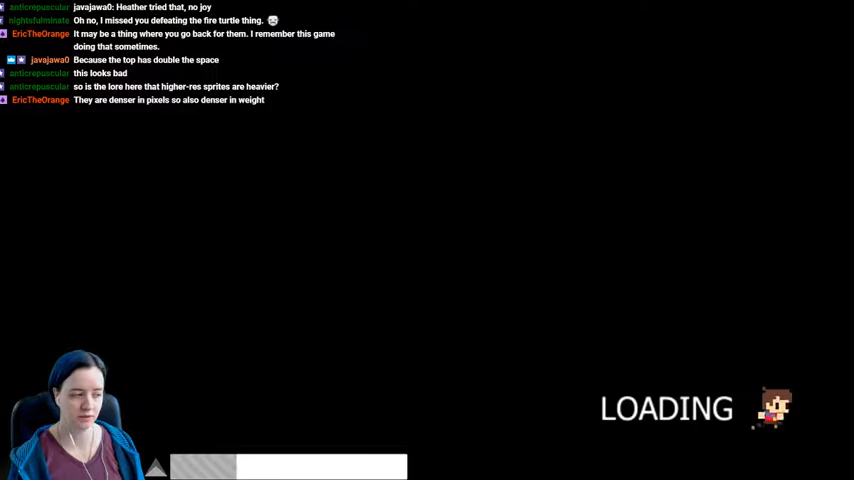 anticrepuscular javajawa0: Heather tried that, no joy
nightsfulminate Oh no, I missed you defeating the fire turtle thing.
EricTheOrange It may be a thing where you go back for them. I remember this game
doing that sometimes.
javajawa0 Because the top has double the space
anticrepuscular this looks bad
anticrepuscular so is the lore here that higher-res sprites are heavier?
EricTheOrange They are denser in pixels so also denser in weight
LOADING